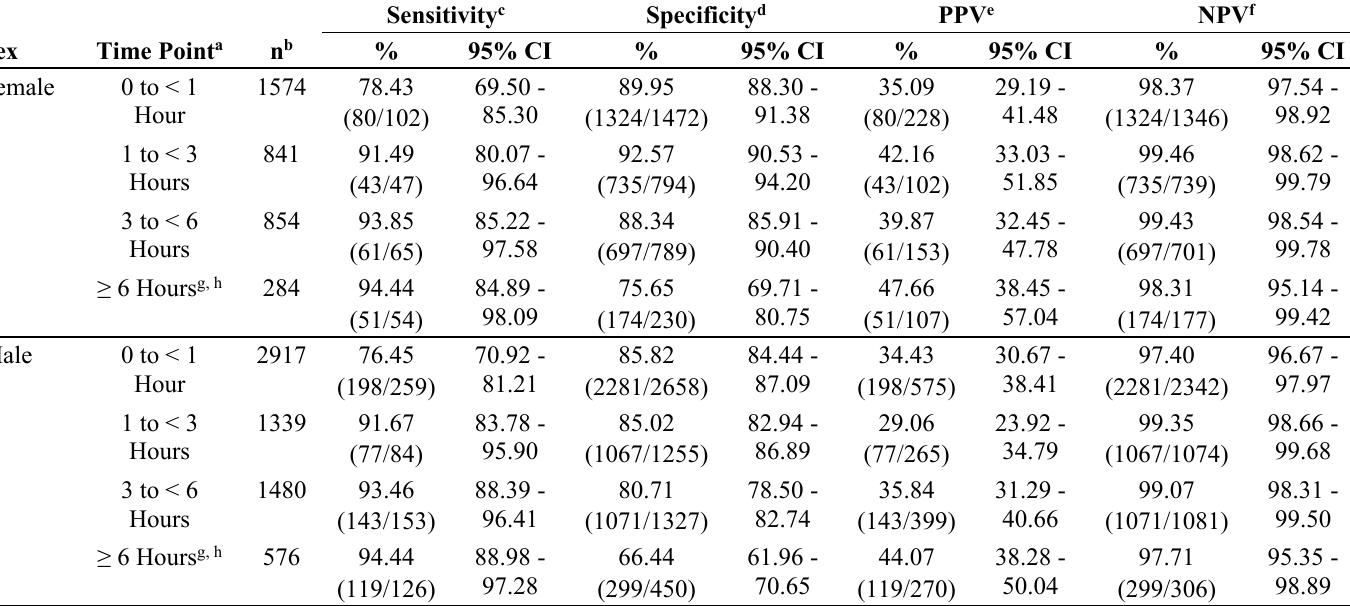 Sensitivityᶜ Specificityᵈ PPVᵉ NPVᶠ
ex Time Pointᵃ nᵇ % 95% CI % 95% CI % 95% CI % 95% CI
emale 0 to < 1 1574 78.43 69.50 - 89.95 88.30 - 35.09 29.19 - 98.37 97.54 -
Hour (80/102) 85.30 (1324/1472) 91.38 (80/228) 41.48 (1324/1346) 98.92
1 to < 3 841 91.49 80.07 - 92.57 90.53 - 42.16 33.03 - 99.46 98.62 -
Hours (43/47) 96.64 (735/794) 94.20 (43/102) 51.85 (735/739) 99.79
3 to < 6 854 93.85 85.22 - 88.34 85.91 - 39.87 32.45 - 99.43 98.54 -
Hours (61/65) 97.58 (697/789) 90.40 (61/153) 47.78 (697/701) 99.78
≥ 6 Hoursᵍ, ʰ 284 94.44 84.89 - 75.65 69.71 - 47.66 38.45 - 98.31 95.14 -
(51/54) 98.09 (174/230) 80.75 (51/107) 57.04 (174/177) 99.42
Male 0 to < 1 2917 76.45 70.92 - 85.82 84.44 - 34.43 30.67 - 97.40 96.67 -
Hour (198/259) 81.21 (2281/2658) 87.09 (198/575) 38.41 (2281/2342) 97.97
1 to < 3 1339 91.67 83.78 - 85.02 82.94 - 29.06 23.92 - 99.35 98.66 -
Hours (77/84) 95.90 (1067/1255) 86.89 (77/265) 34.79 (1067/1074) 99.68
3 to < 6 1480 93.46 88.39 - 80.71 78.50 - 35.84 31.29 - 99.07 98.31 -
Hours (143/153) 96.41 (1071/1327) 82.74 (143/399) 40.66 (1071/1081) 99.50
≥ 6 Hoursᵍ, ʰ 576 94.44 88.98 - 66.44 61.96 - 44.07 38.28 - 97.71 95.35 -
(119/126) 97.28 (299/450) 70.65 (119/270) 50.04 (299/306) 98.89